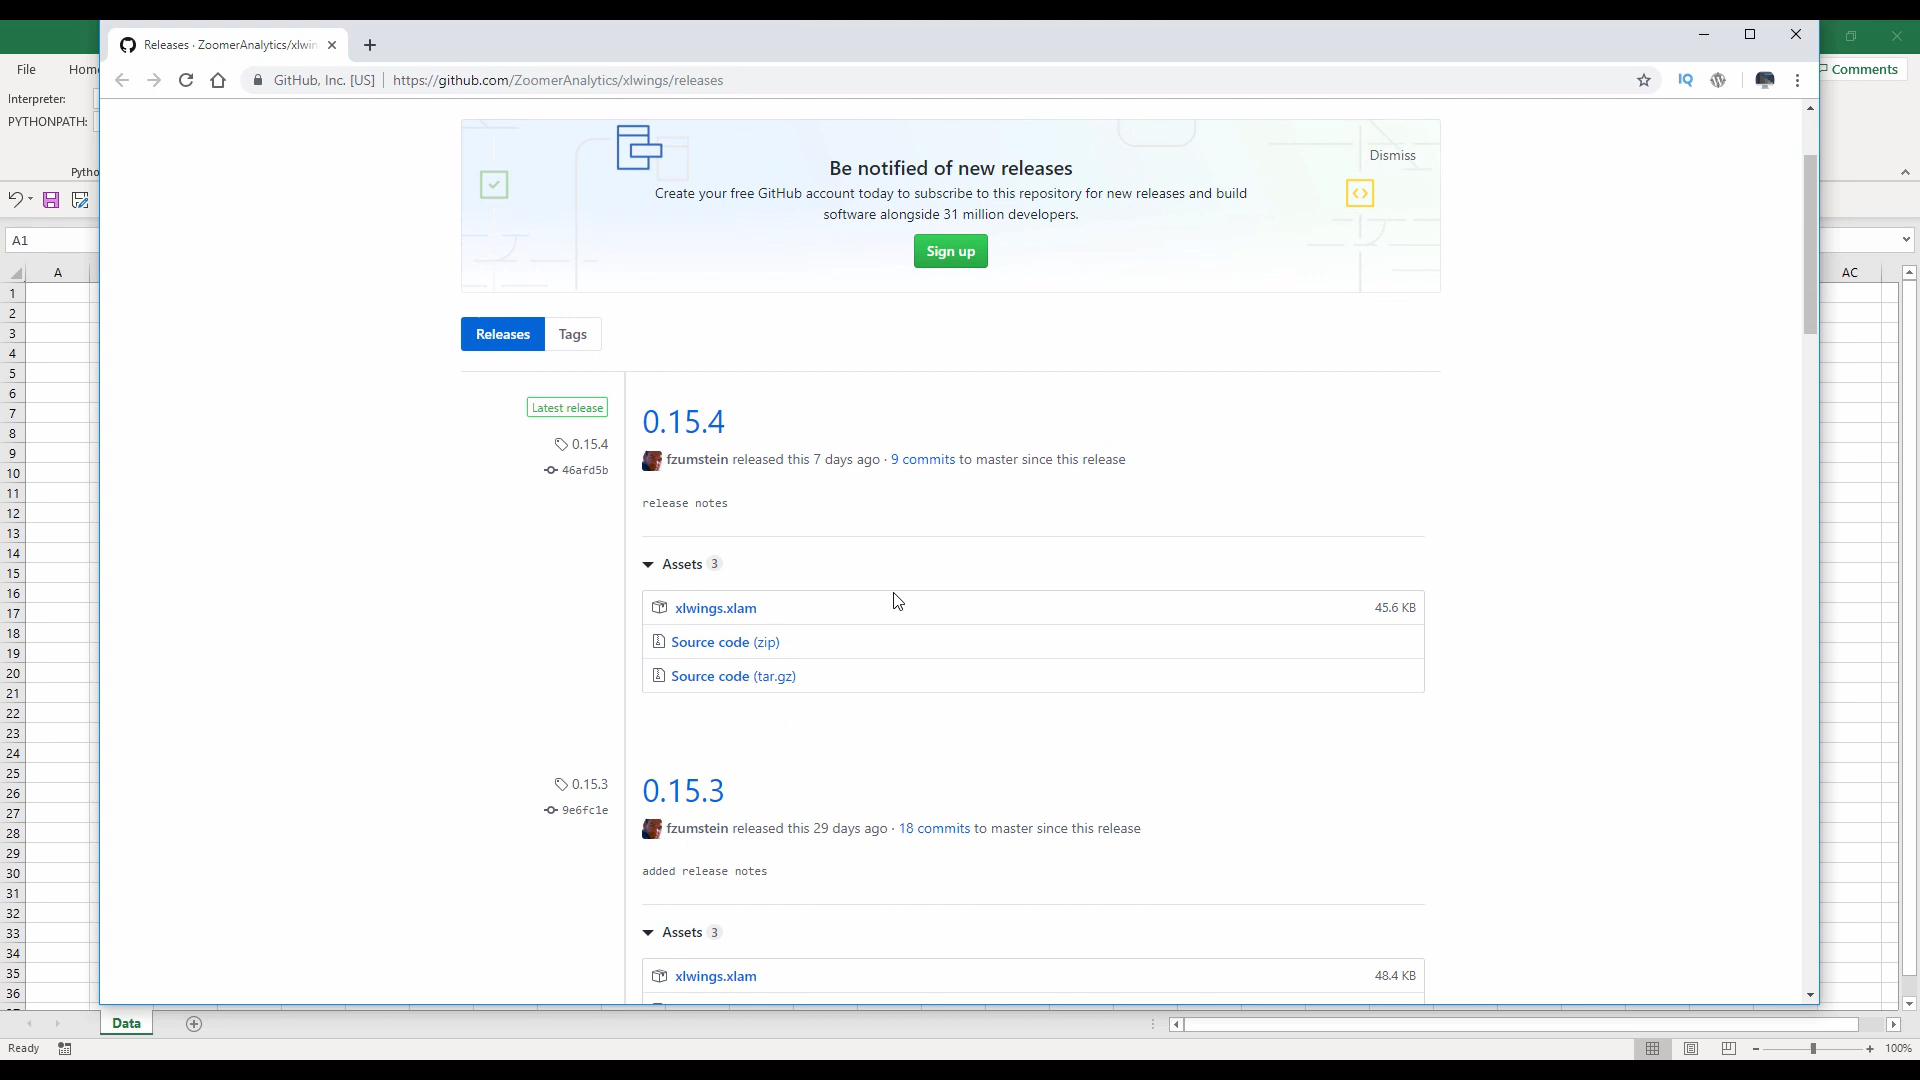 Releases · ZoomerAnalytics/xlwin
GitHub, Inc. [US] https://github.com/ZoomerAnalytics/xlwings/releases
IQ
File
Hom
Comments
Interpreter:
PYTHONPATH:
Pytho
A1
A
AC
Be notified of new releases
Dismiss
Create your free GitHub account today to subscribe to this repository for new releases and build
software alongside 31 million developers.
Sign up
Releases
Tags
Latest release
0.15.4
46afd5b
0.15.4
fzumstein released this 7 days ago · 9 commits to master since this release
release notes
Assets 3
xlwings.xlam 45.6 KB
Source code (zip)
Source code (tar.gz)
0.15.3
9e6fc1e
0.15.3
fzumstein released this 29 days ago · 18 commits to master since this release
added release notes
Assets 3
xlwings.xlam 48.4 KB
1
2
3
4
5
6
7
8
9
10
11
12
13
14
15
16
17
18
19
20
21
22
23
24
25
26
27
28
29
30
31
32
33
34
35
36
Data
Ready
100%